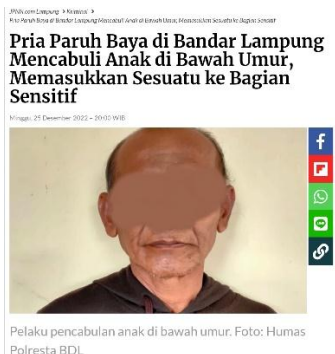 JPNN.com Lampung > Kriminal >
Pria Paruh Baya di Bandar Lampung Mencabuli Anak di Bawah Umur, Memasukkan Sesuatu ke Bagian Sensitif
Pria Paruh Baya di Bandar Lampung
Mencabuli Anak di Bawah Umur,
Memasukkan Sesuatu ke Bagian
Sensitif
Minggu, 25 Desember 2022 – 20:00 WIB
Pelaku pencabulan anak di bawah umur. Foto: Humas
Polresta BDL